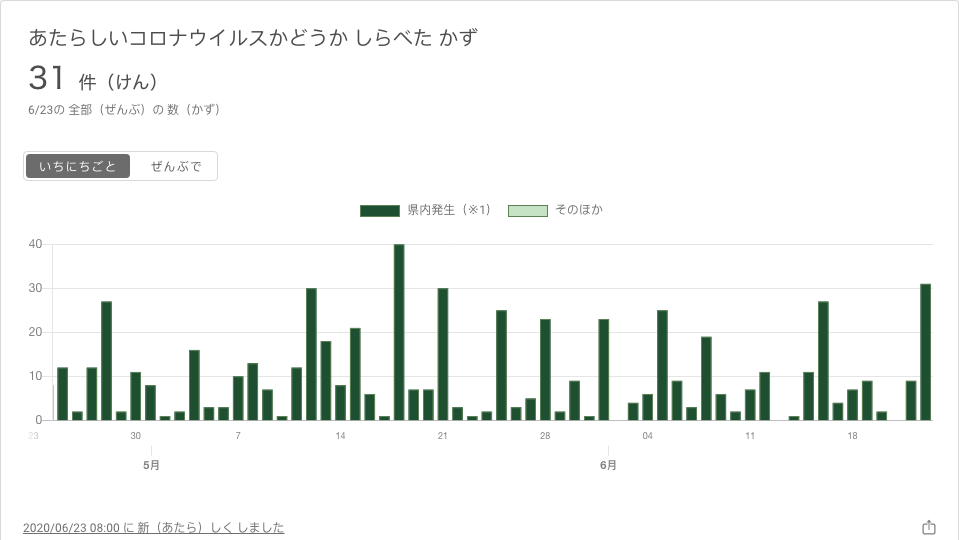 あたらしいコロナウイルスかどうか しらべた かず
31 件（けん）
6/23の 全部（ぜんぶ）の 数（かず）
いちにちごと ぜんぶで
県内発生（※1） そのほか
40
30
20
10
0
23 30 7 14 21 28 04 11 18
5月 6月
2020/06/23 08:00 に 新（あたら）しく しました